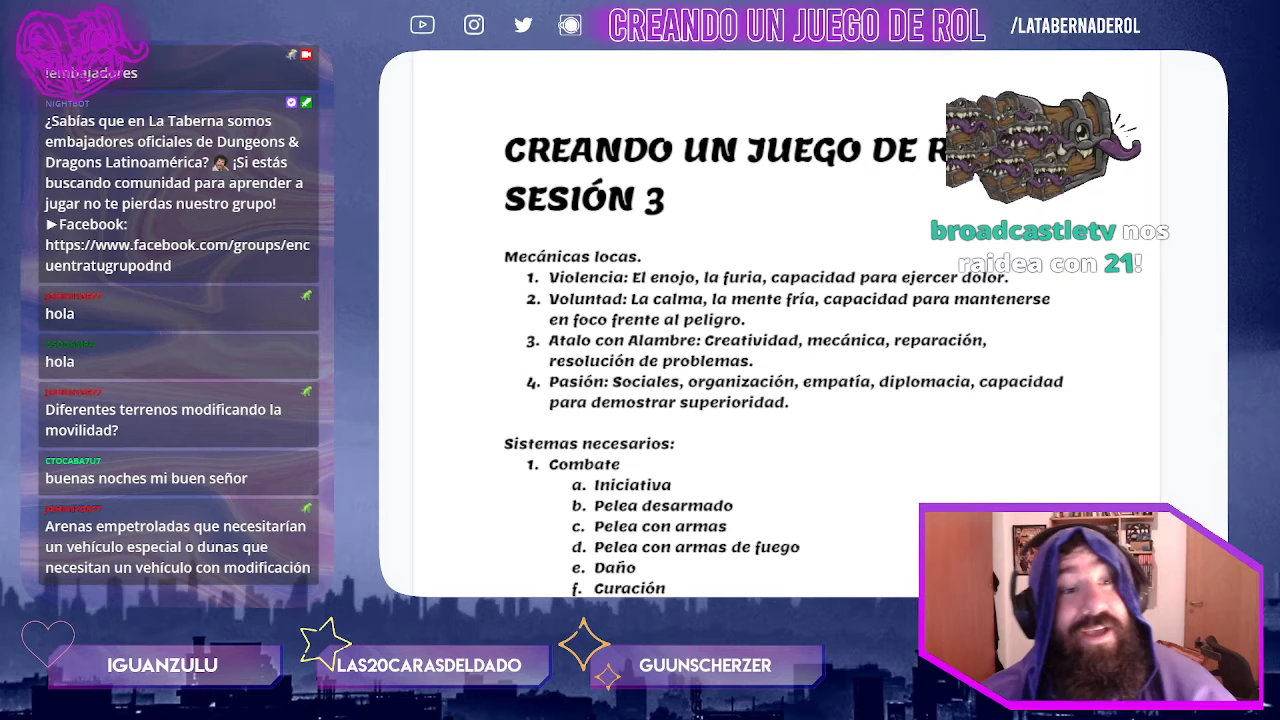 CREANDO UN JUEGO DE ROL
/LATABERNADEROL
!embajadores
NIGHTBOT
¿Sabías que en La Taberna somos
embajadores oficiales de Dungeons &
Dragons Latinoamérica? ¡Si estás
buscando comunidad para aprender a
jugar no te pierdas nuestro grupo!
►Facebook:
https://www.facebook.com/groups/enc
uentratugrupodnd
hola
hola
Diferentes terrenos modificando la
movilidad?
CTOCABA7U7
buenas noches mi buen señor
Arenas empetroladas que necesitarían
un vehículo especial o dunas que
necesitan un vehículo con modificación
CREANDO UN JUEGO DE R
SESIÓN 3
broadcastletv nos
raidea con 21!
Mecánicas locas.
1. Violencia: El enojo, la furia, capacidad para ejercer dolor.
2. Voluntad: La calma, la mente fría, capacidad para mantenerse
en foco frente al peligro.
3. Atalo con Alambre: Creatividad, mecánica, reparación,
resolución de problemas.
4. Pasión: Sociales, organización, empatía, diplomacia, capacidad
para demostrar superioridad.
Sistemas necesarios:
1. Combate
a. Iniciativa
b. Pelea desarmado
c. Pelea con armas
d. Pelea con armas de fuego
e. Daño
f. Curación
IGUANZULU
LAS20CARASDELDADO
GUUNSCHERZER